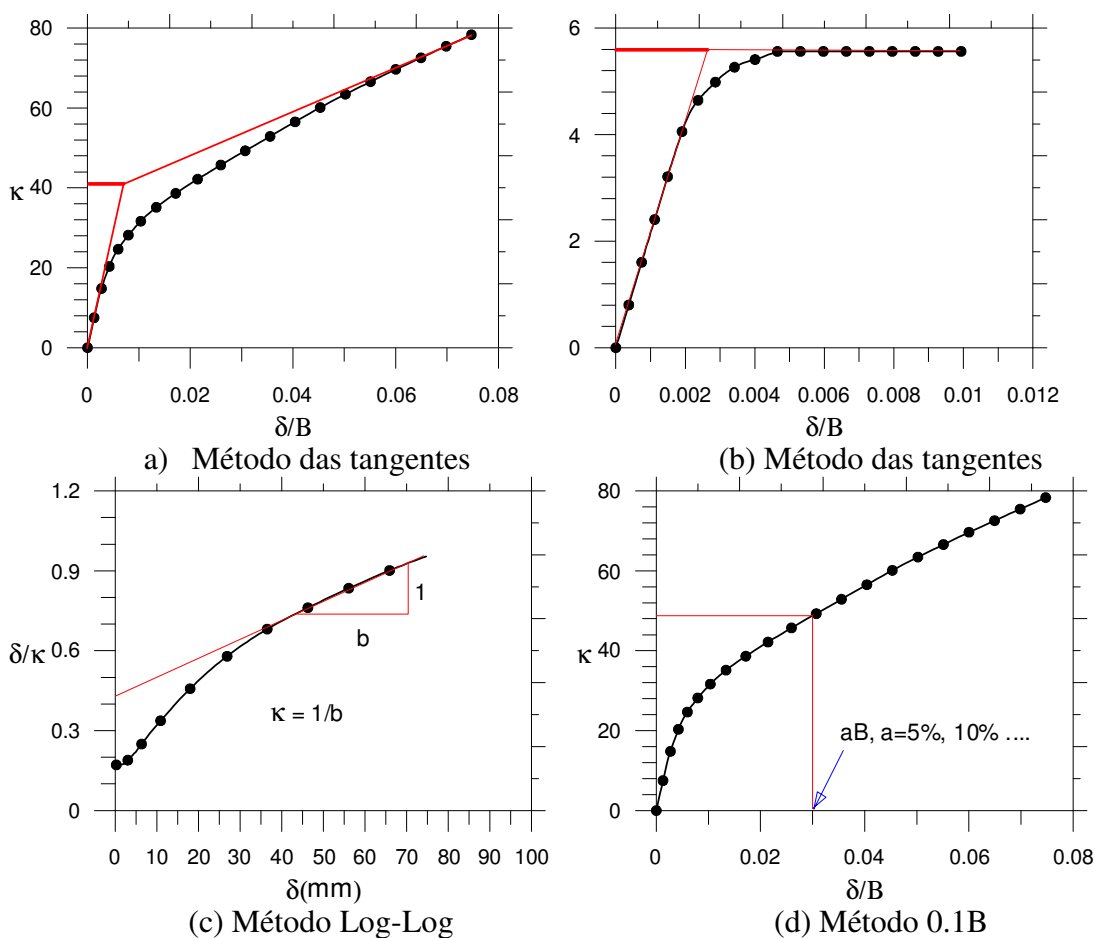 80
60
κ
40
20
0
0 0.02 0.04 0.06 0.08
δ/B
a) Método das tangentes
6
4
2
0
0 0.002 0.004 0.006 0.008 0.01 0.012
δ/B
(b) Método das tangentes
1.2
0.9
δ/κ
0.6
0.3
0
1
b
κ = 1/b
0 10 20 30 40 50 60 70 80 90 100
δ(mm)
(c) Método Log-Log
80
60
κ
40
20
0
aB, a=5%, 10% ....
0 0.02 0.04 0.06 0.08
δ/B
(d) Método 0.1B